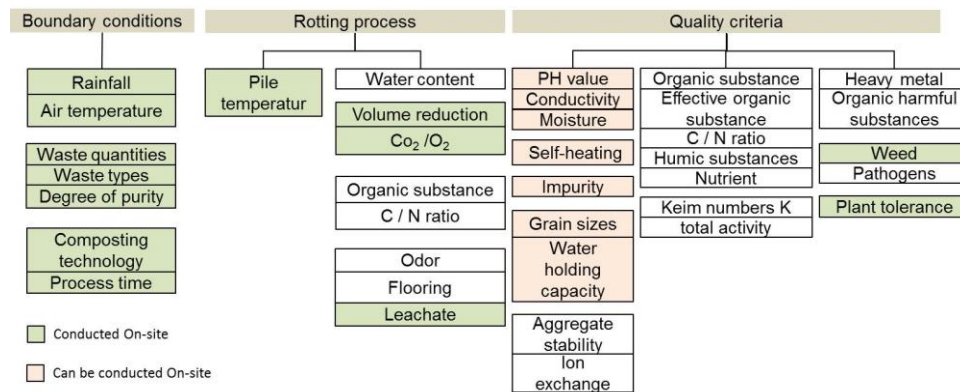 Boundary conditions
Rainfall
Air temperature
Waste quantities
Waste types
Degree of purity
Composting
technology
Process time
Conducted On-site
Can be conducted On-site
Rotting process
Pile
temperatur
Water content
Volume reduction
Co₂ /O₂
Organic substance
C / N ratio
Odor
Flooring
Leachate
Quality criteria
PH value
Conductivity
Moisture
Self-heating
Impurity
Grain sizes
Water
holding
capacity
Aggregate
stability
Ion
exchange
Organic substance
Effective organic
substance
C / N ratio
Humic substances
Nutrient
Keim numbers K
total activity
Heavy metal
Organic harmful
substances
Weed
Pathogens
Plant tolerance